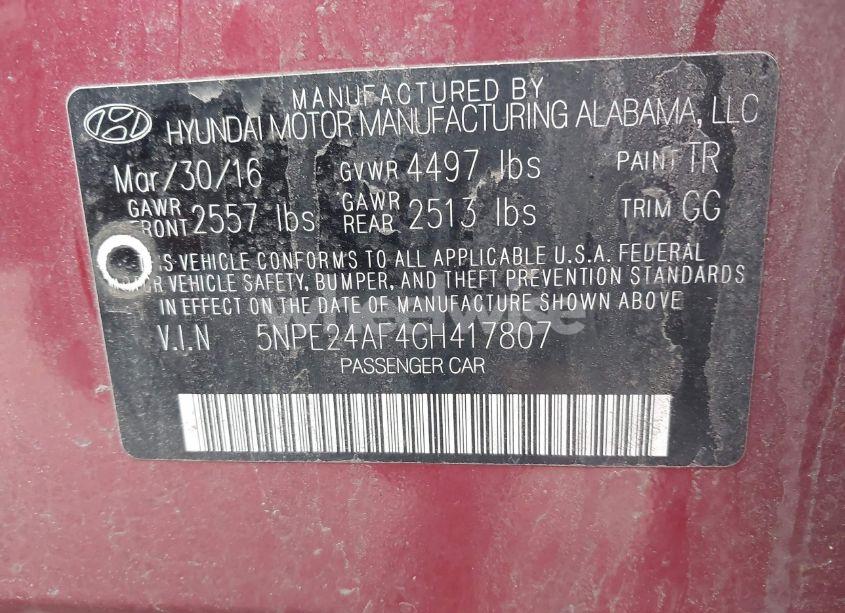 MANUFACTURED BY
HYUNDAI MOTOR MANUFACTURING ALABAMA, LLC
Mar/30/16 GVWR 4497 lbs PAINT TR
GAWR FRONT 2557 lbs GAWR REAR 2513 lbs TRIM GG
VEHICLE CONFORMS TO ALL APPLICABLE U.S.A. FEDERAL
VEHICLE SAFETY, BUMPER, AND THEFT PREVENTION STANDARDS
IN EFFECT ON THE DATE OF MANUFACTURE SHOWN ABOVE
V.I.N 5NPE24AF4GH417807
PASSENGER CAR